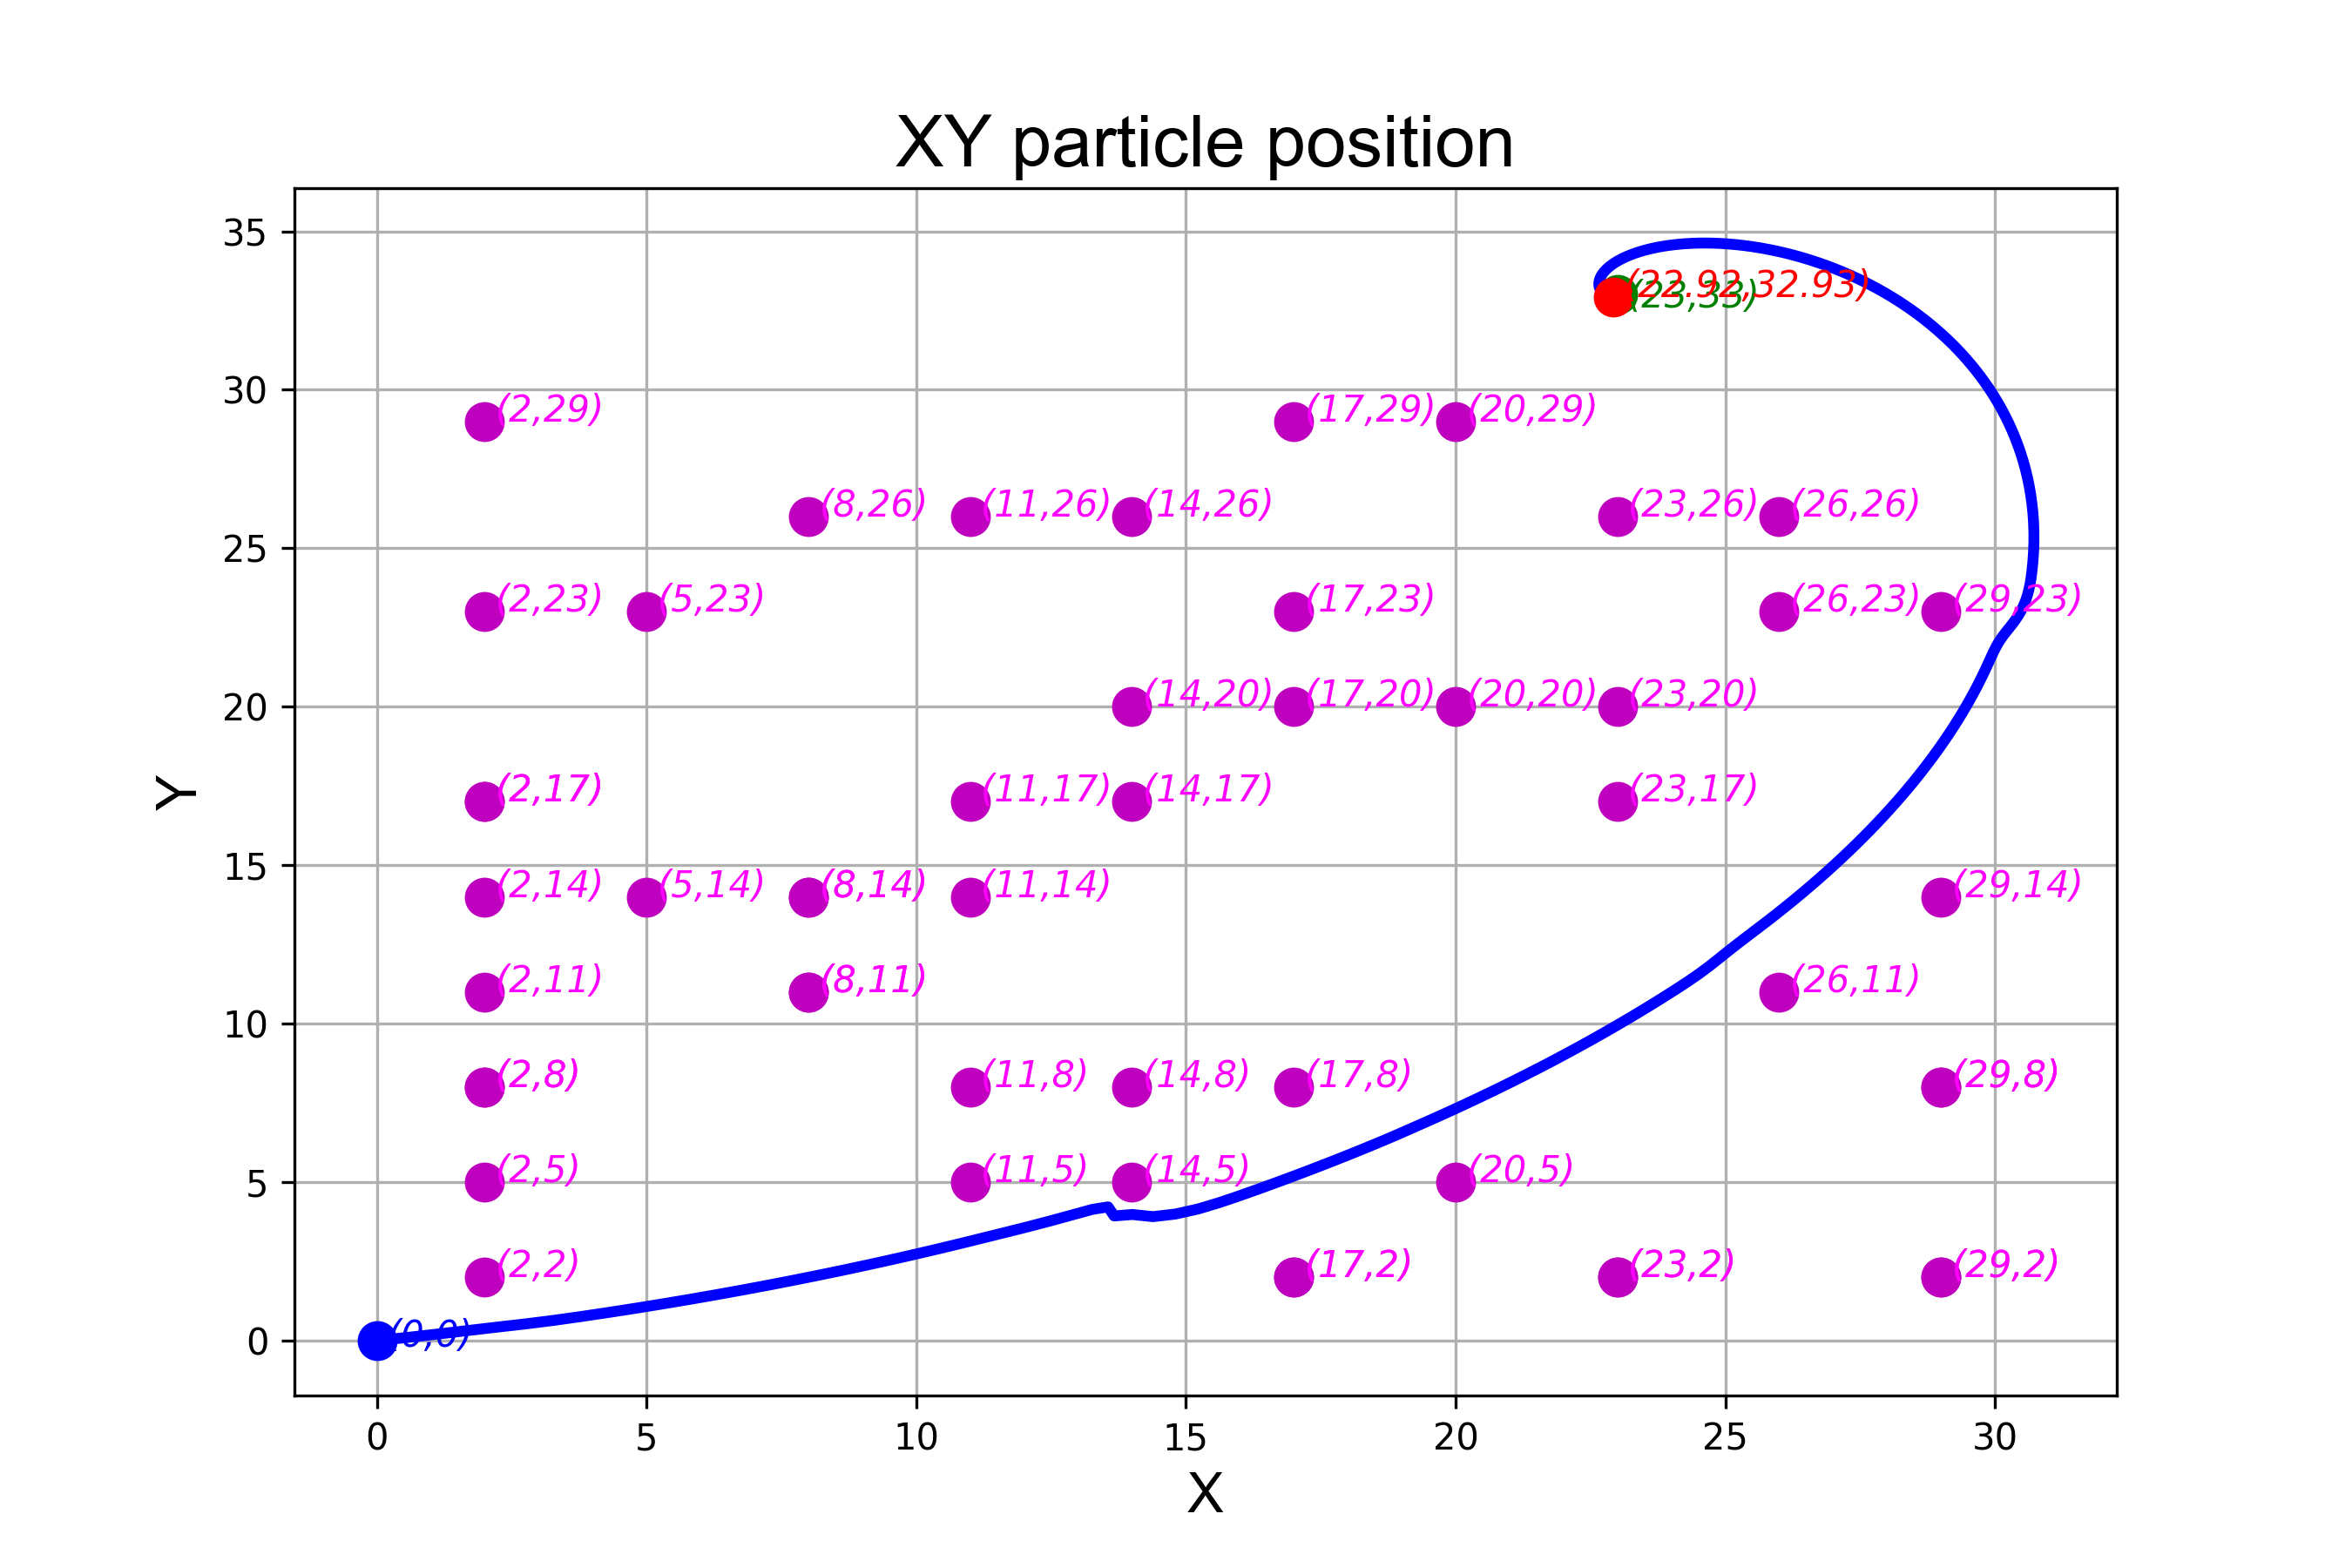 XY particle position
35
(22.92,32.93)
(23,33)
30
(2,29) (17,29) (20,29)
(8,26) (11,26) (14,26) (23,26) (26,26)
25
(2,23) (5,23) (17,23) (26,23) (29,23)
20 (14,20) (17,20) (20,20) (23,20)
Y
(2,17) (11,17) (14,17) (23,17)
15
(2,14) (5,14) (8,14) (11,14) (29,14)
(2,11) (8,11) (26,11)
10
(2,8) (11,8) (14,8) (17,8) (29,8)
5 (2,5) (11,5) (14,5) (20,5)
(2,2) (17,2) (23,2) (29,2)
0 (0,0)
0 5 10 15 20 25 30
X